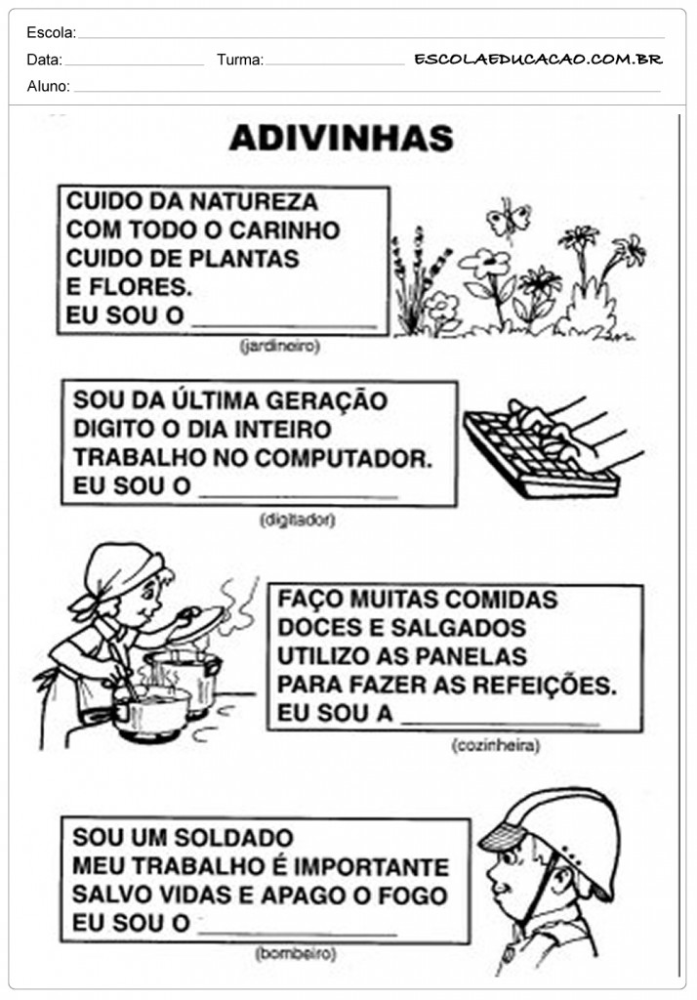 Escola:
Data: Turma: ESCOLAEDUCACAO.COM.BR
Aluno:
ADIVINHAS
CUIDO DA NATUREZA
COM TODO O CARINHO
CUIDO DE PLANTAS
E FLORES.
EU SOU O
(jardineiro)
SOU DA ÚLTIMA GERAÇÃO
DIGITO O DIA INTEIRO
TRABALHO NO COMPUTADOR.
EU SOU O
(digitador)
FAÇO MUITAS COMIDAS
DOCES E SALGADOS
UTILIZO AS PANELAS
PARA FAZER AS REFEIÇÕES.
EU SOU A
(cozinheira)
SOU UM SOLDADO
MEU TRABALHO É IMPORTANTE
SALVO VIDAS E APAGO O FOGO
EU SOU O
(bombeiro)